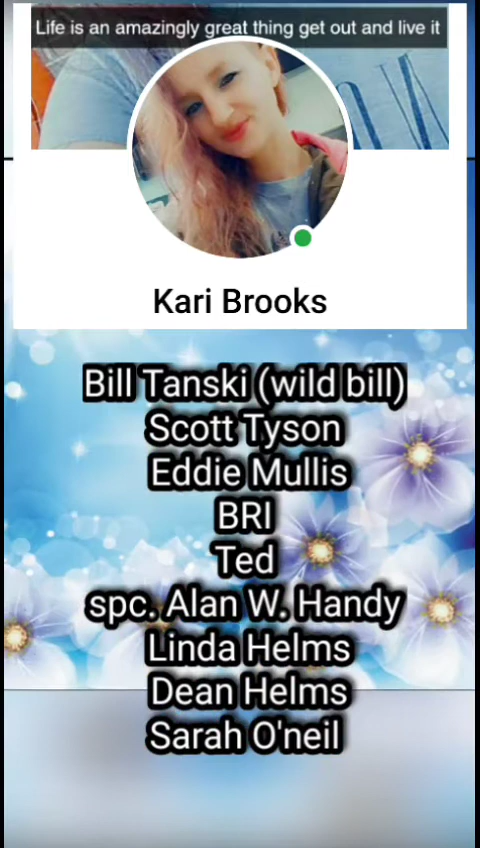 Life is an amazingly great thing get out and live it
Kari Brooks
Bill Tanski (wild bill)
Scott Tyson
Eddie Mullis
BRI
Ted
spc. Alan W. Handy
Linda Helms
Dean Helms
Sarah O'neil